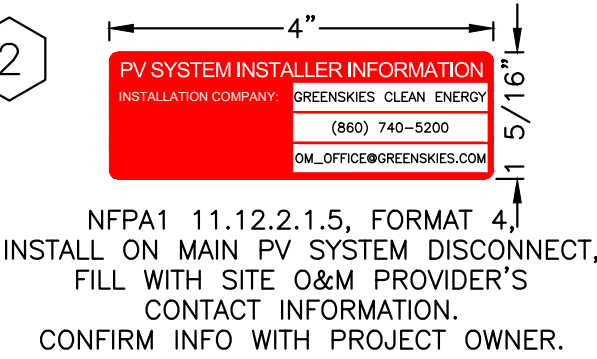 2
4"
PV SYSTEM INSTALLER INFORMATION
INSTALLATION COMPANY: GREENSKIES CLEAN ENERGY
(860) 740-5200
OM_OFFICE@GREENSKIES.COM
1 5/16"
NFPA1 11.12.2.1.5, FORMAT 4,
INSTALL ON MAIN PV SYSTEM DISCONNECT,
FILL WITH SITE O&M PROVIDER'S
CONTACT INFORMATION.
CONFIRM INFO WITH PROJECT OWNER.